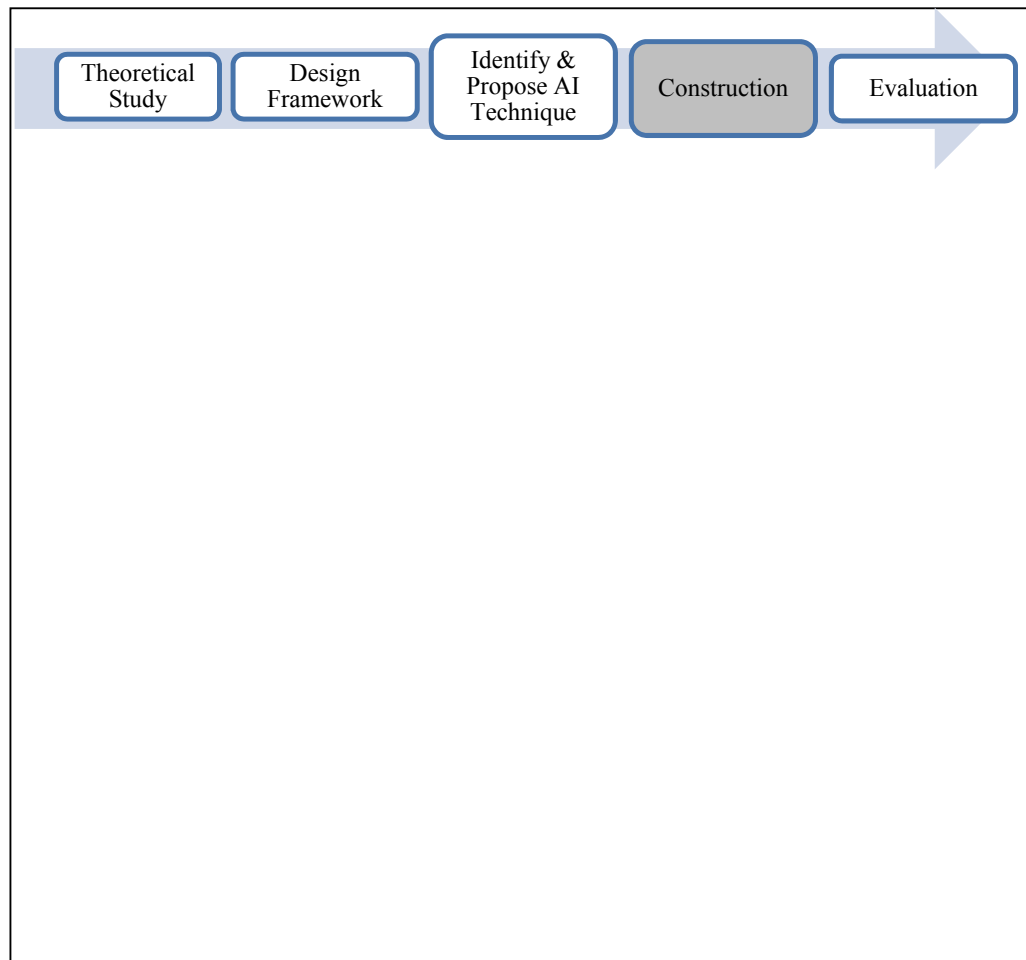 Theoretical
Study
Design
Framework
Identify &
Propose AI
Technique
Construction
Evaluation